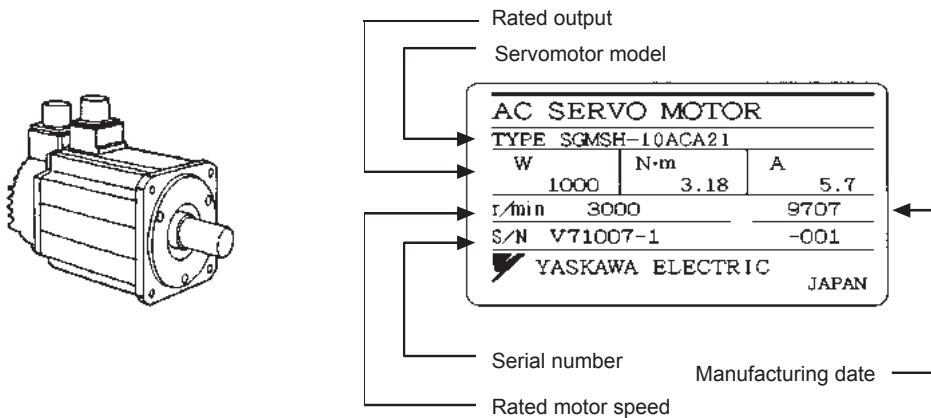 Rated output
Servomotor model
AC SERVO MOTOR
TYPE SGMSH-10ACA21
W N·m A
1000 3.18 5.7
r/min 3000 9707
S/N V71007-1 -001
YASKAWA ELECTRIC
JAPAN
Serial number
Manufacturing date
Rated motor speed